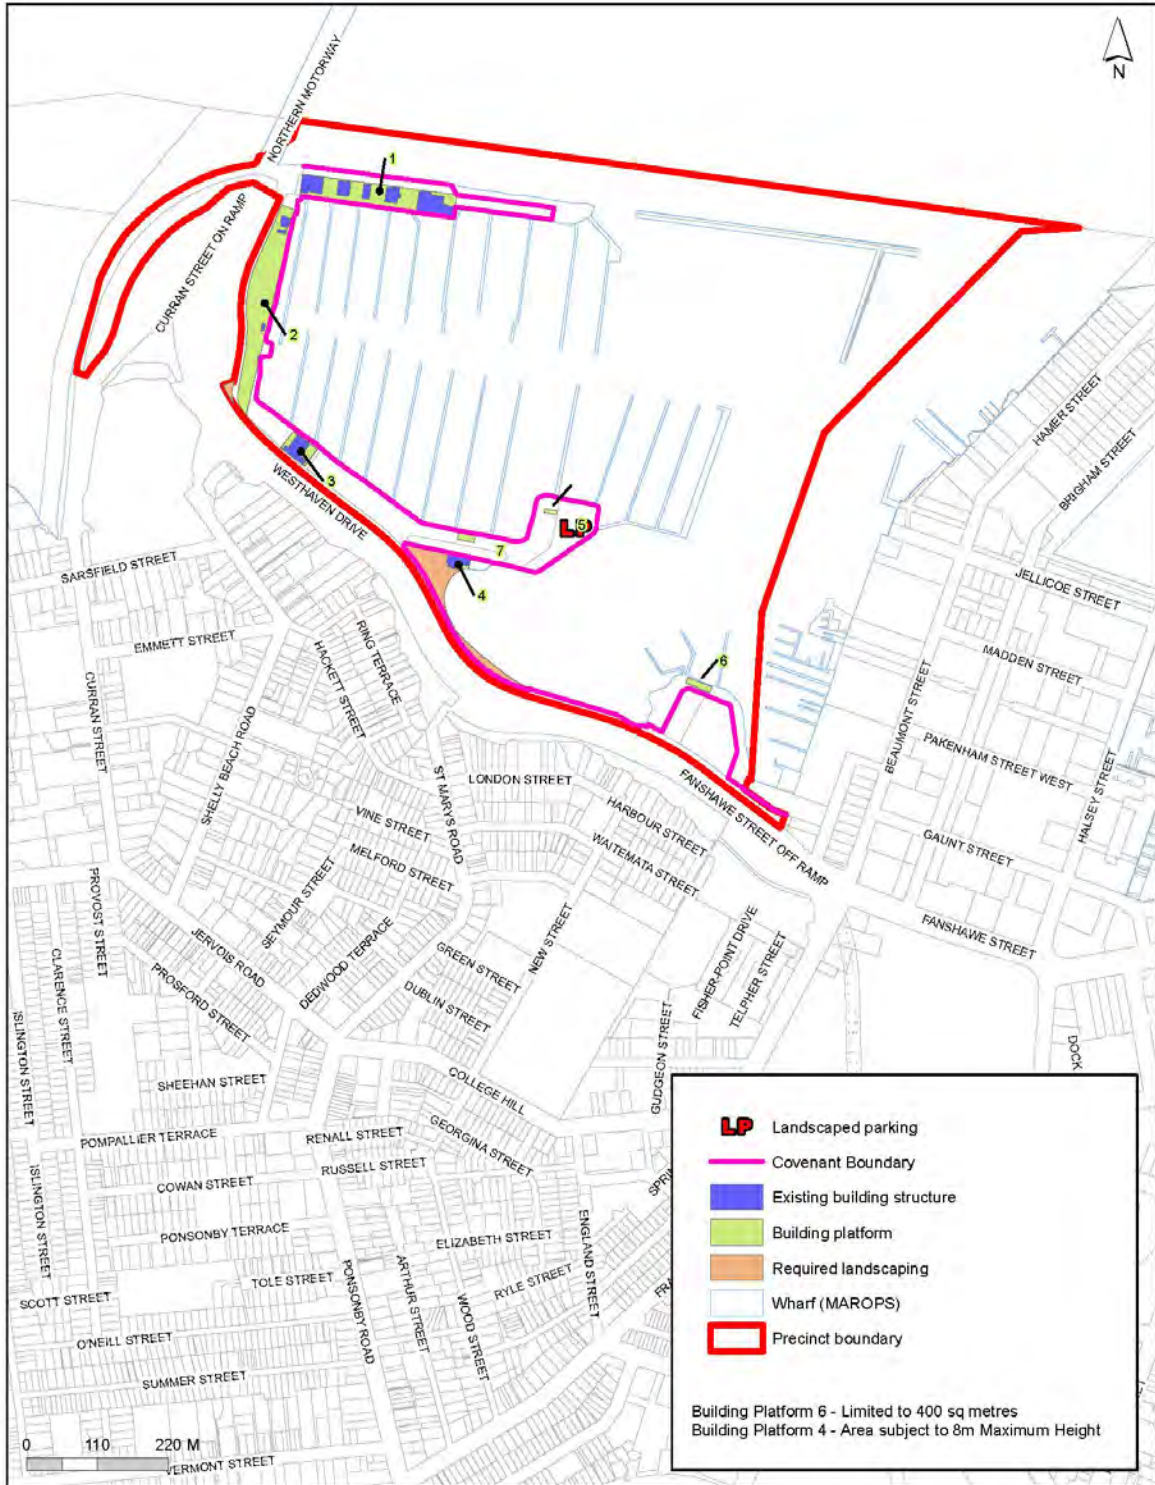 N
NORTHERN MOTORWAY
1
CURRAN STREET ON RAMP
2
3
WESTHAVEN DRIVE
5
LP
7
4
6
HAMER STREET
BRIGHAM STREET
JELLICOE STREET
MADDEN STREET
BEAUMONT STREET
PAKENHAM STREET WEST
HALSEY STREET
GAUNT STREET
FANSHAWE STREET
FANSHAWE STREET OFF RAMP
SARSFIELD STREET
EMMETT STREET
RING TERRACE
HACKETT STREET
CURRAN STREET
SHELLY BEACH ROAD
ST MARYS ROAD
LONDON STREET
HARBOUR STREET
WAITEMATA STREET
VINE STREET
MELFORD STREET
SEYMOUR STREET
DEDWOOD TERRACE
PROVOST STREET
JERVOIS ROAD
CLARENCE STREET
PROSFORD STREET
GREEN STREET
DUBLIN STREET
NEW STREET
FISHER-POINT DRIVE
TELPHER STREET
GUDGEON STREET
DOCK
ISLINGTON STREET
SHEEHAN STREET
COLLEGE HILL
POMPALLIER TERRACE
RENALL STREET
GEORGINA STREET
RUSSELL STREET
COWAN STREET
ISLINGTON STREET
PONSONBY TERRACE
ELIZABETH STREET
ENGLAND STREET
SPRI
TOLE STREET
PONSONBY ROAD
ARTHUR STREET
WOOD STREET
RYLE STREET
FRA
SCOTT STREET
O'NEILL STREET
SUMMER STREET
VERMONT STREET
0 110 220 M
LP Landscaped parking
Covenant Boundary
Existing building structure
Building platform
Required landscaping
Wharf (MAROPS)
Precinct boundary
Building Platform 6 - Limited to 400 sq metres
Building Platform 4 - Area subject to 8m Maximum Height